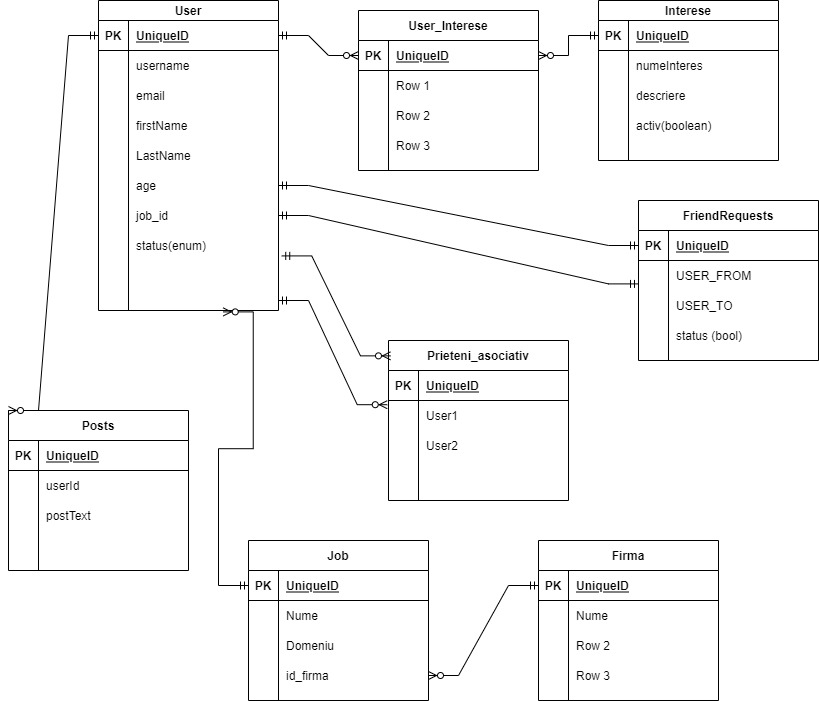 User
PK UniqueID
username
email
firstName
LastName
age
job_id
status(enum)
User_Interese
PK UniqueID
Row 1
Row 2
Row 3
Interese
PK UniqueID
numeInteres
descriere
activ(boolean)
FriendRequests
PK UniqueID
USER_FROM
USER_TO
status (bool)
Prieteni_asociativ
PK UniqueID
User1
User2
Posts
PK UniqueID
userId
postText
Job
PK UniqueID
Nume
Domeniu
id_firma
Firma
PK UniqueID
Nume
Row 2
Row 3